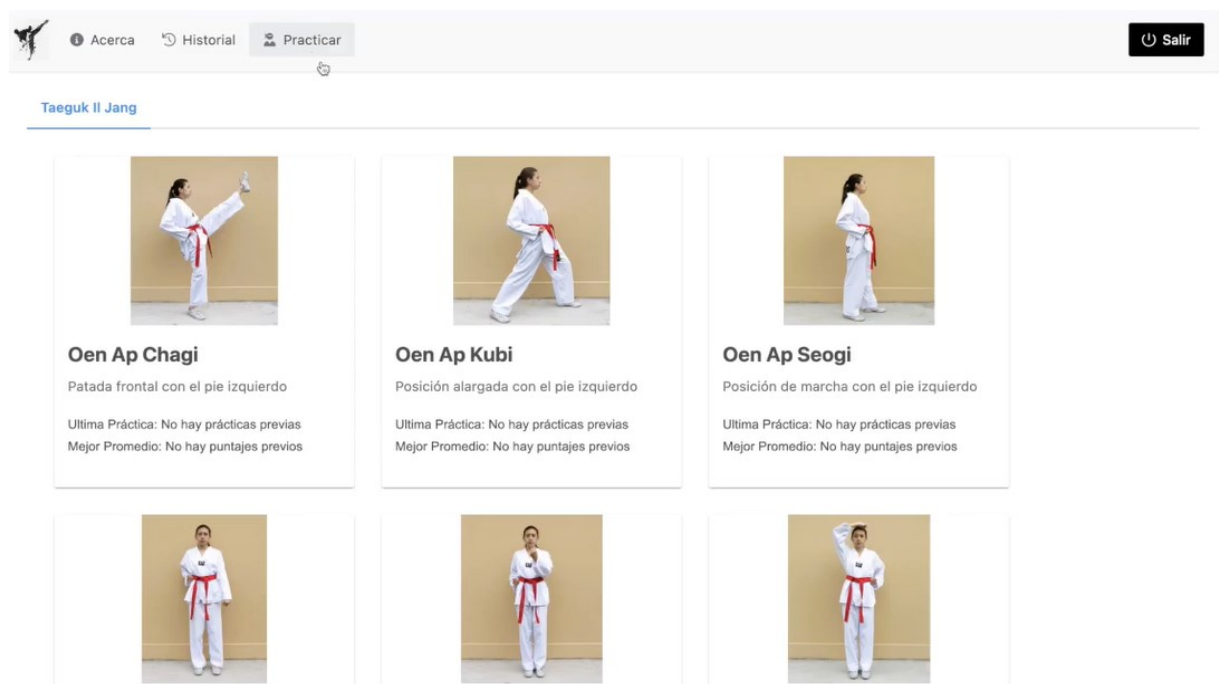 Acerca Historial Practicar Salir
Taeguk Il Jang
Oen Ap Chagi
Patada frontal con el pie izquierdo
Ultima Práctica: No hay prácticas previas
Mejor Promedio: No hay puntajes previos
Oen Ap Kubi
Posición alargada con el pie izquierdo
Ultima Práctica: No hay prácticas previas
Mejor Promedio: No hay puntajes previos
Oen Ap Seogi
Posición de marcha con el pie izquierdo
Ultima Práctica: No hay prácticas previas
Mejor Promedio: No hay puntajes previos